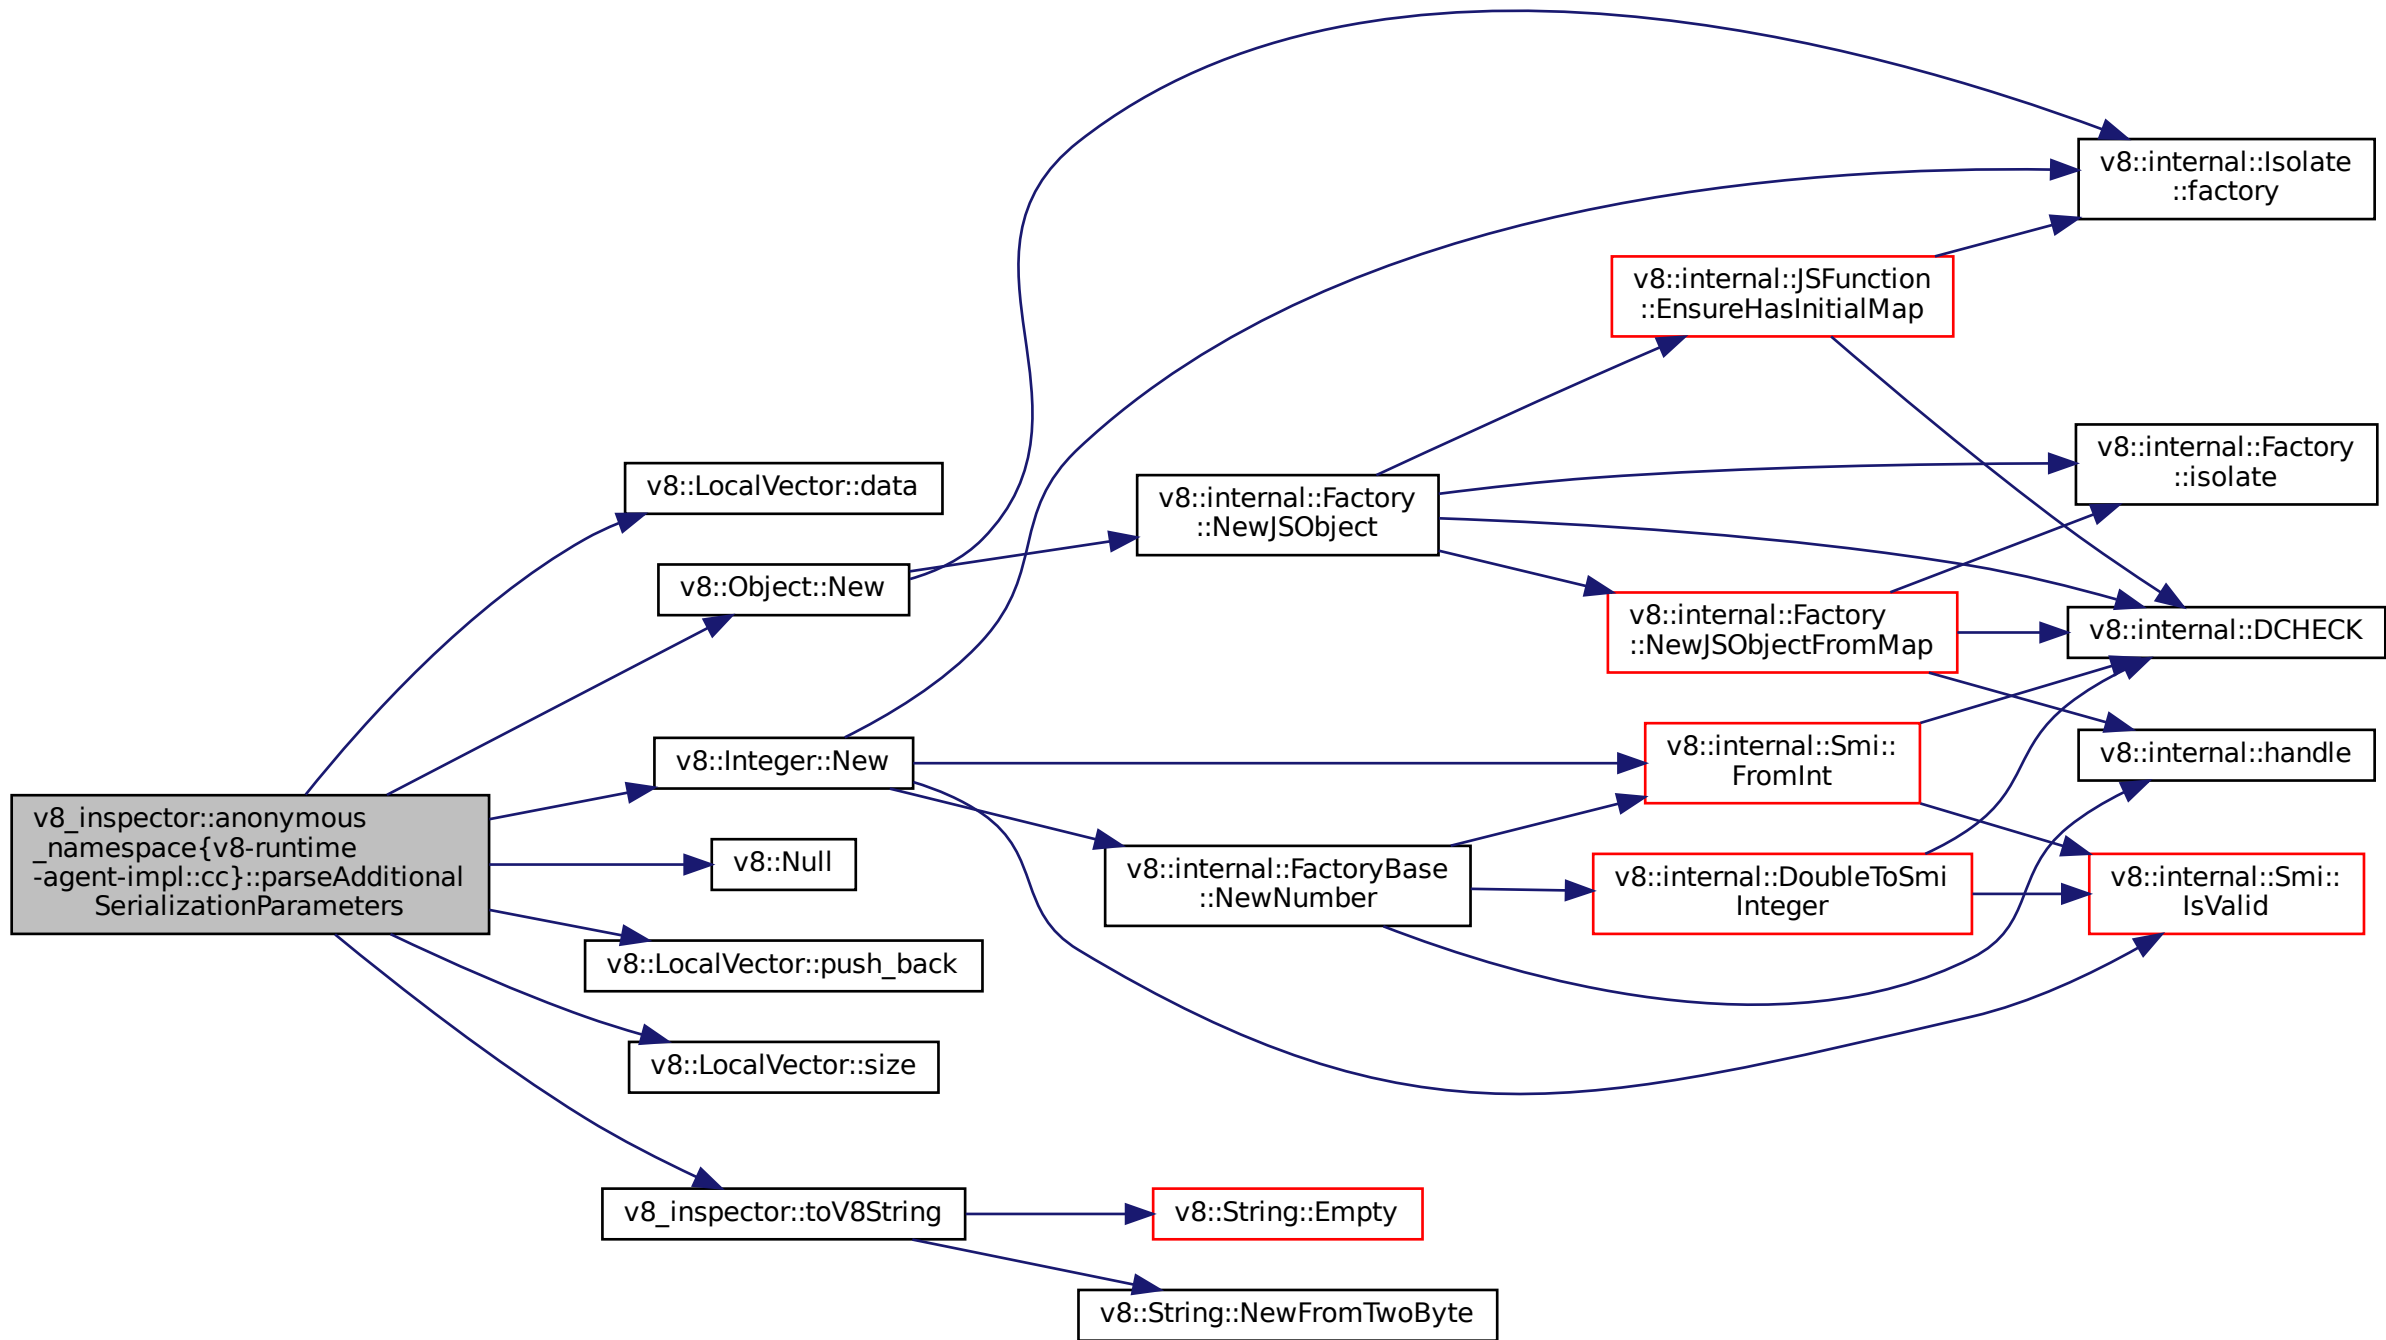 v8_inspector::anonymous
_namespace{v8-runtime
-agent-impl::cc}::parseAdditional
SerializationParameters
v8::LocalVector::data
v8::Object::New
v8::Integer::New
v8::Null
v8::LocalVector::push_back
v8::LocalVector::size
v8_inspector::toV8String
v8::internal::Factory
::NewJSObject
v8::internal::FactoryBase
::NewNumber
v8::String::Empty
v8::String::NewFromTwoByte
v8::internal::JSFunction
::EnsureHasInitialMap
v8::internal::Factory
::NewJSObjectFromMap
v8::internal::Smi::
FromInt
v8::internal::DoubleToSmi
Integer
v8::internal::Isolate
::factory
v8::internal::Factory
::isolate
v8::internal::DCHECK
v8::internal::handle
v8::internal::Smi::
IsValid